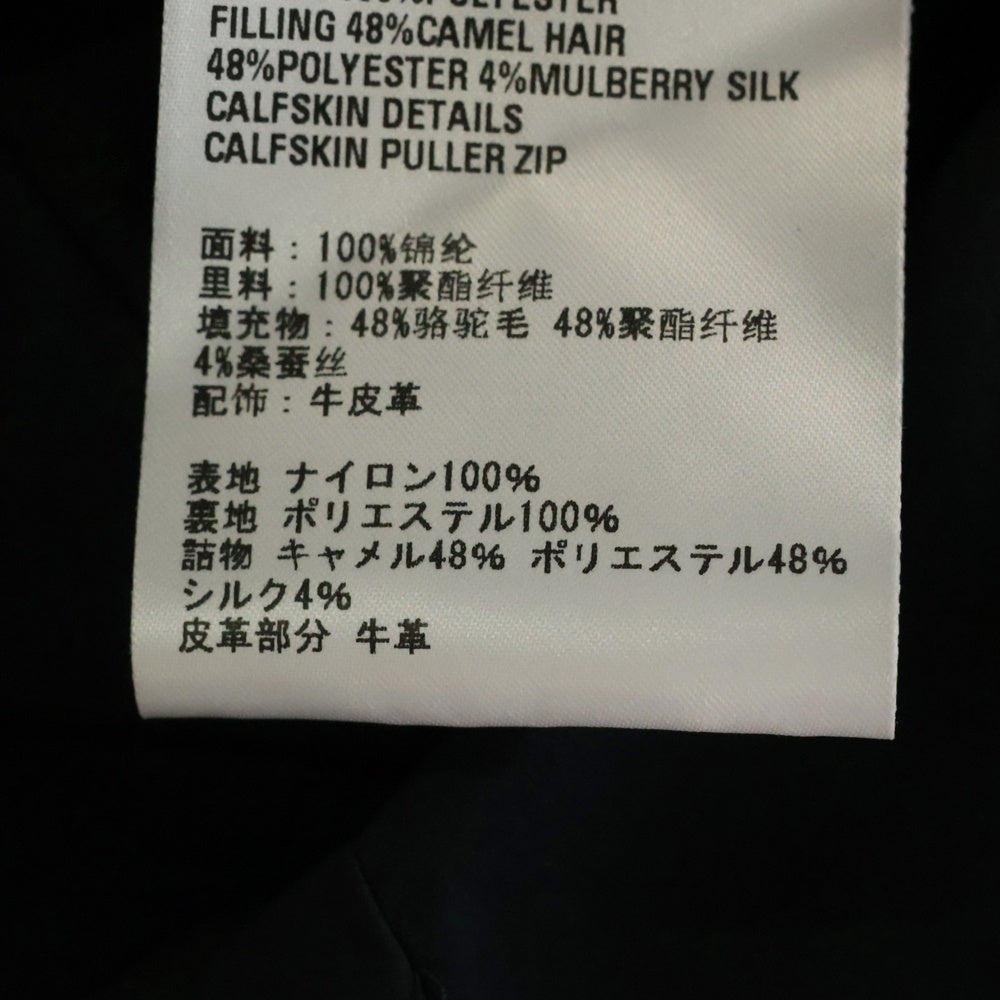 100%POLYESTER
FILLING 48%CAMEL HAIR
48%POLYESTER 4%MULBERRY SILK
CALFSKIN DETAILS
CALFSKIN PULLER ZIP
面料：100%锦纶
里料：100%聚酯纤维
填充物：48%骆驼毛 48%聚酯纤维
4%桑蚕丝
配饰：牛皮革
表地 ナイロン100%
裏地 ポリエステル100%
詰物 キャメル48% ポリエステル48%
シルク4%
皮革部分 牛革